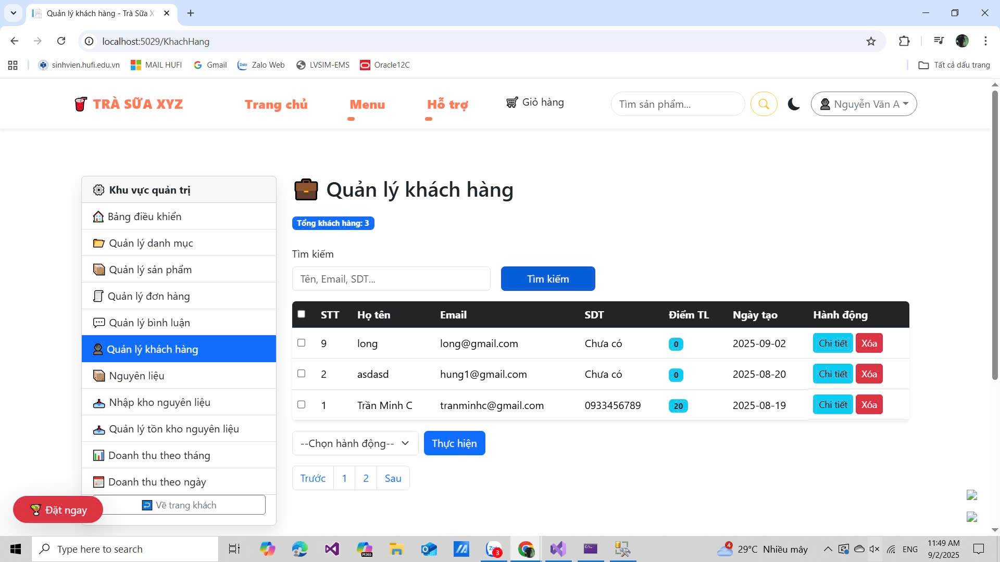 Quản lý khách hàng - Trà Sữa X
localhost:5029/KhachHang
sinhvien.hufi.edu.vn MAIL HUFI Gmail Zalo Web LVSIM-EMS Oracle12C Tất cả dấu trang
TRÀ SỮA XYZ Trang chủ Menu Hỗ trợ Giỏ hàng Tìm sản phẩm... Nguyễn Văn A
Khu vực quản trị
Bảng điều khiển
Quản lý danh mục
Quản lý sản phẩm
Quản lý đơn hàng
Quản lý bình luận
Quản lý khách hàng
Nguyên liệu
Nhập kho nguyên liệu
Quản lý tồn kho nguyên liệu
Doanh thu theo tháng
Doanh thu theo ngày
Về trang khách
Đặt ngay
Quản lý khách hàng
Tổng khách hàng: 3
Tìm kiếm
Tên, Email, SDT... Tìm kiếm
STT Họ tên Email SDT Điểm TL Ngày tạo Hành động
9 long long@gmail.com Chưa có 0 2025-09-02 Chi tiết Xóa
2 asdasd hung1@gmail.com Chưa có 0 2025-08-20 Chi tiết Xóa
1 Trần Minh C tranminhc@gmail.com 0933456789 20 2025-08-19 Chi tiết Xóa
--Chọn hành động-- Thực hiện
Trước 1 2 Sau
Type here to search M365 Zalo 3 4 29°C Nhiều mây ENG 11:49 AM
9/2/2025